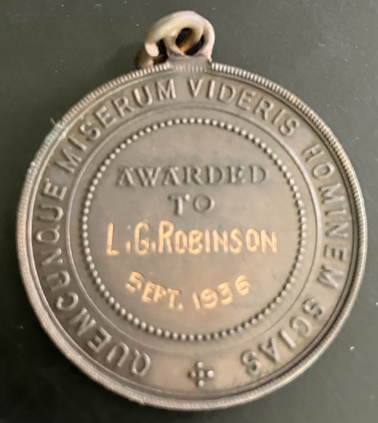 QUEMCUNQUE MISERUM VIDERIS HOMINEM SCIAS
AWARDED
TO
L.G.ROBINSON
SEPT. 1936